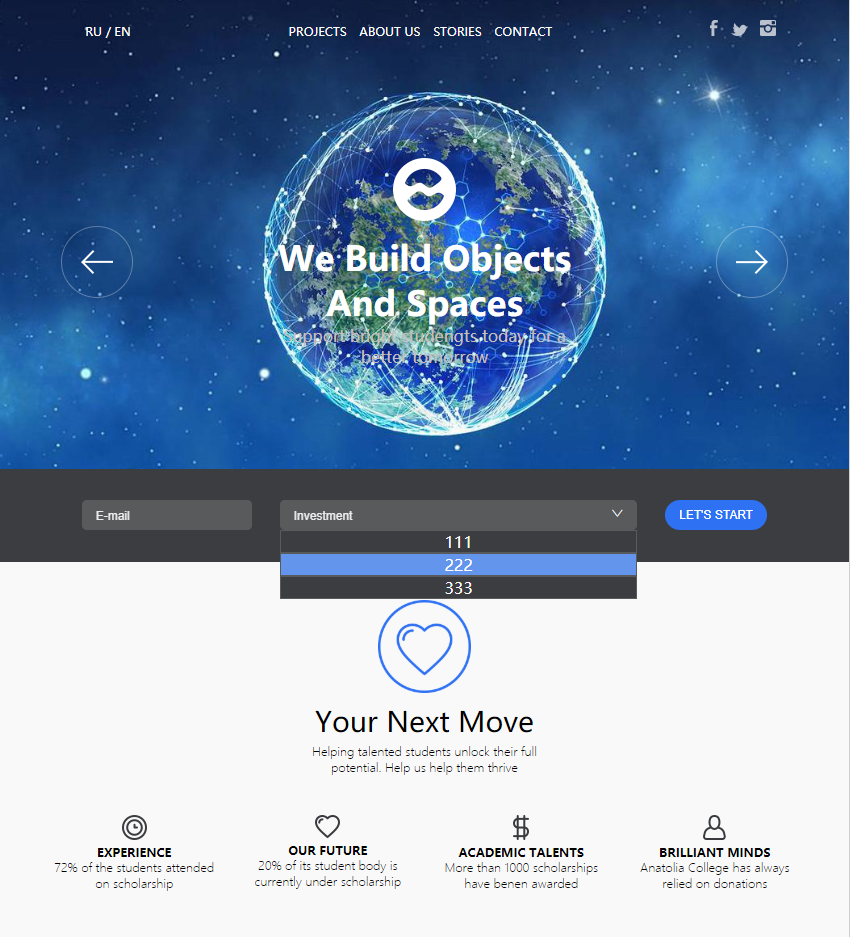 RU / EN
PROJECTS ABOUT US STORIES CONTACT
We Build Objects
And Spaces
Support bright studengts today for a
better tomorrow
E-mail
Investment
LET'S START
111
222
333
Your Next Move
Helping talented students unlock their full
potential. Help us help them thrive
EXPERIENCE
72% of the students attended
on scholarship
OUR FUTURE
20% of its student body is
currently under scholarship
ACADEMIC TALENTS
More than 1000 scholarships
have benen awarded
BRILLIANT MINDS
Anatolia College has always
relied on donations